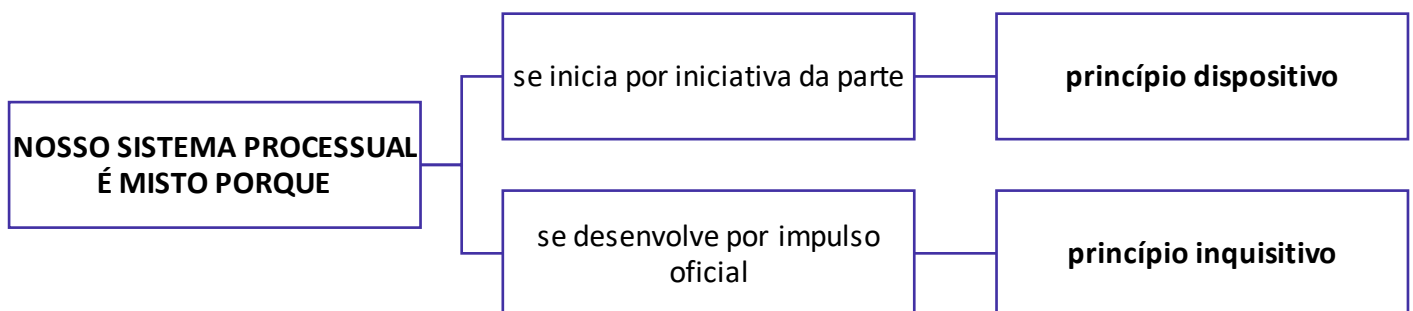 NOSSO SISTEMA PROCESSUAL
É MISTO PORQUE
se inicia por iniciativa da parte
princípio dispositivo
se desenvolve por impulso
oficial
princípio inquisitivo